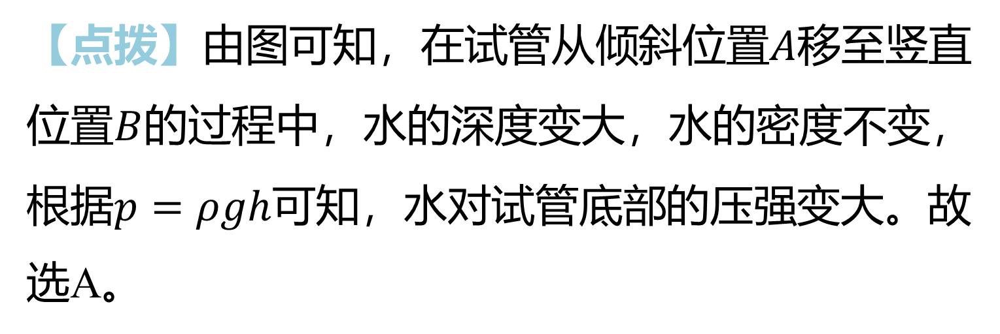 【点拨】由图可知，在试管从倾斜位置A移至竖直
位置B的过程中，水的深度变大，水的密度不变，
根据p = ρgh可知，水对试管底部的压强变大。故
选A。